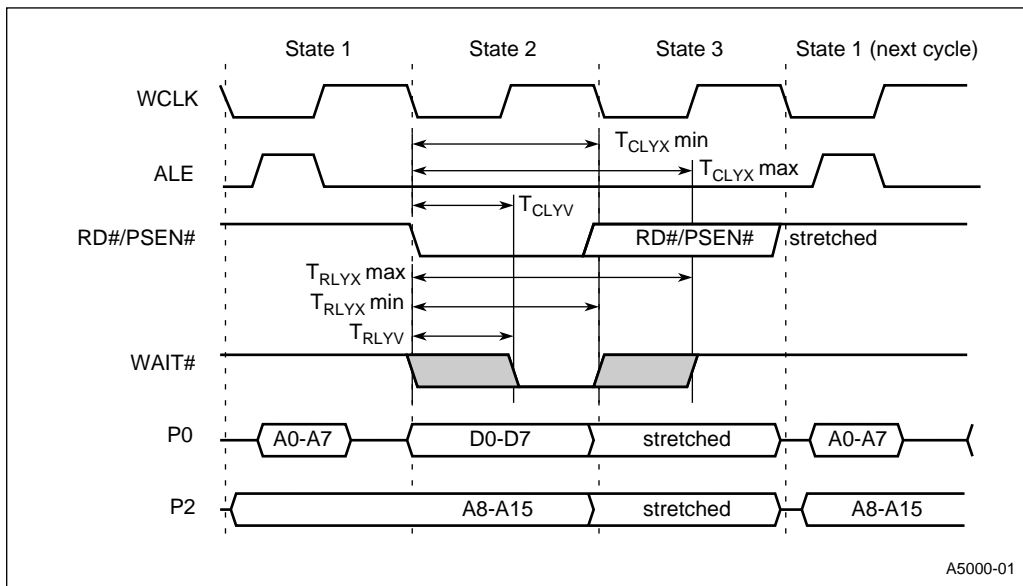 State 1 State 2 State 3 State 1 (next cycle)
WCLK
T_CLYX min
T_CLYX max
ALE
T_CLYV
RD#/PSEN# RD#/PSEN# stretched
T_RLYX max
T_RLYX min
T_RLYV
WAIT#
P0 A0-A7 D0-D7 stretched A0-A7
P2 A8-A15 stretched A8-A15
A5000-01